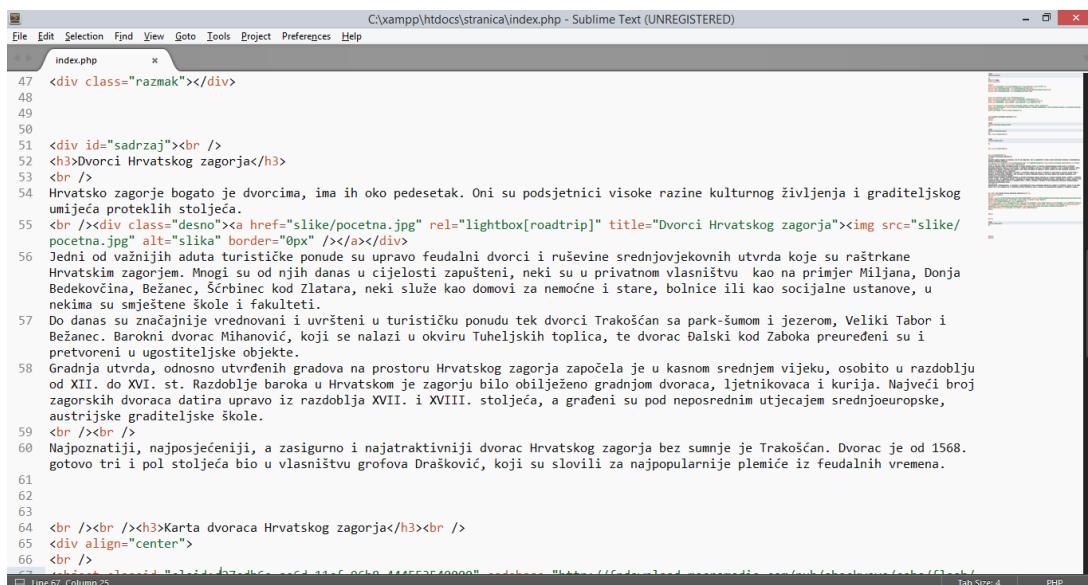 C:\xampp\htdocs\stranica\index.php - Sublime Text (UNREGISTERED)
File Edit Selection Find View Goto Tools Project Preferences Help
index.php
47 <div class="razmak"></div>
48
49
50
51 <div id="sadrzaj"><br />
52 <h3>Dvorci Hrvatskog zagorja</h3>
53 <br />
54 Hrvatsko zagorje bogato je dvorcima, ima ih oko pedesetak. Oni su podsjetnici visoke razine kulturnog življenja i graditeljskog
umijeća proteklih stoljeća.
55 <br /><div class="desno"><a href="slike/pocetna.jpg" rel="lightbox[roadtrip]" title="Dvorci Hrvatskog zagorja"><img src="slike/
pocetna.jpg" alt="slika" border="0px" /></a></div>
56 Jedni od važnijih aduta turističke ponude su upravo feudalni dvorci i ruševine srednjovjekovnih utvrda koje su raštrkane
Hrvatskim zagorjem. Mnogi su od njih danas u cijelosti zapušteni, neki su u privatnom vlasništvu kao na primjer Miljana, Donja
Bedekovčina, Bežanec, Šćrbinec kod Zlatara, neki služe kao domovi za nemoćne i stare, bolnice ili kao socijalne ustanove, u
nekima su smještene škole i fakulteti.
57 Do danas su značajnije vrednovani i uvršteni u turističku ponudu tek dvorci Trakošćan sa park-šumom i jezerom, Veliki Tabor i
Bežanec. Barokni dvorac Mihanović, koji se nalazi u okviru Tuheljskih toplica, te dvorac Đalski kod Zaboka preuređeni su i
pretvoreni u ugostiteljske objekte.
58 Gradnja utvrda, odnosno utvrđenih gradova na prostoru Hrvatskog zagorja započela je u kasnom srednjem vijeku, osobito u razdoblju
od XII. do XVI. st. Razdoblje baroka u Hrvatskom je zagorju bilo obilježeno gradnjom dvoraca, ljetnikovaca i kurija. Najveći broj
zagorskih dvoraca datira upravo iz razdoblja XVII. i XVIII. stoljeća, a građeni su pod neposrednim utjecajem srednjoeuropske,
austrijske graditeljske škole.
59 <br /><br />
60 Najpoznatiji, najposjećeniji, a zasigurno i najatraktivniji dvorac Hrvatskog zagorja bez sumnje je Trakošćan. Dvorac je od 1568.
gotovo tri i pol stoljeća bio u vlasništvu grofova Drašković, koji su slovili za najpopularnije plemiće iz feudalnih vremena.
61
62
63
64 <br /><br /><h3>Karta dvoraca Hrvatskog zagorja</h3><br />
65 <div align="center">
66 <br />
Line 67, Column 25 Tab Size: 4 PHP